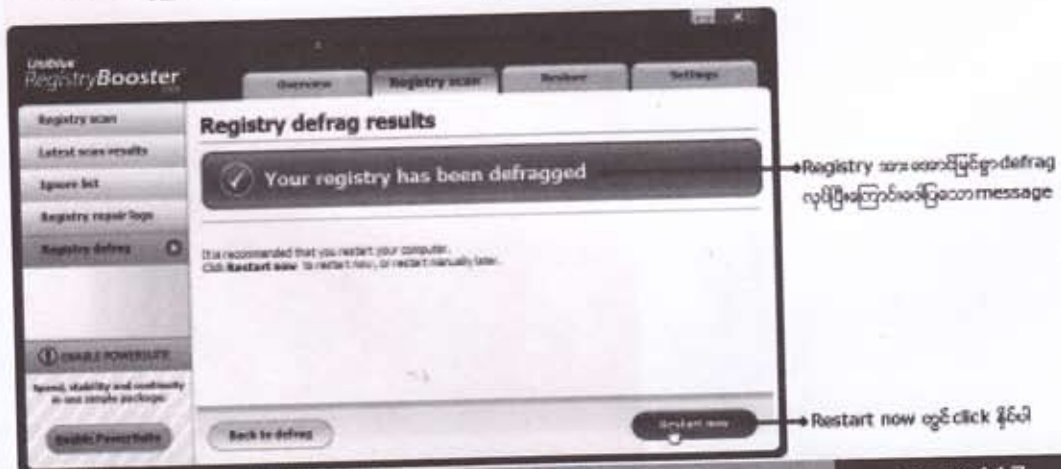 Uniblue
RegistryBooster
Overview
Registry scan
Restore
Settings
Registry scan
Latest scan results
Ignore list
Registry repair logs
Registry defrag
Registry defrag results
Your registry has been defragged
It is recommended that you restart your computer.
Click Restart now to restart now, or restart manually later.
ENABLE POWERSUITE
Speed, stability and continuity
in one simple package:
Enable PowerSuite
Back to defrag
Restart now
Registry အား အောင်မြင်စွာ defrag
လုပ်ပြီးကြောင်းဖော်ပြသော message
Restart now တွင် click နှိပ်ပါ